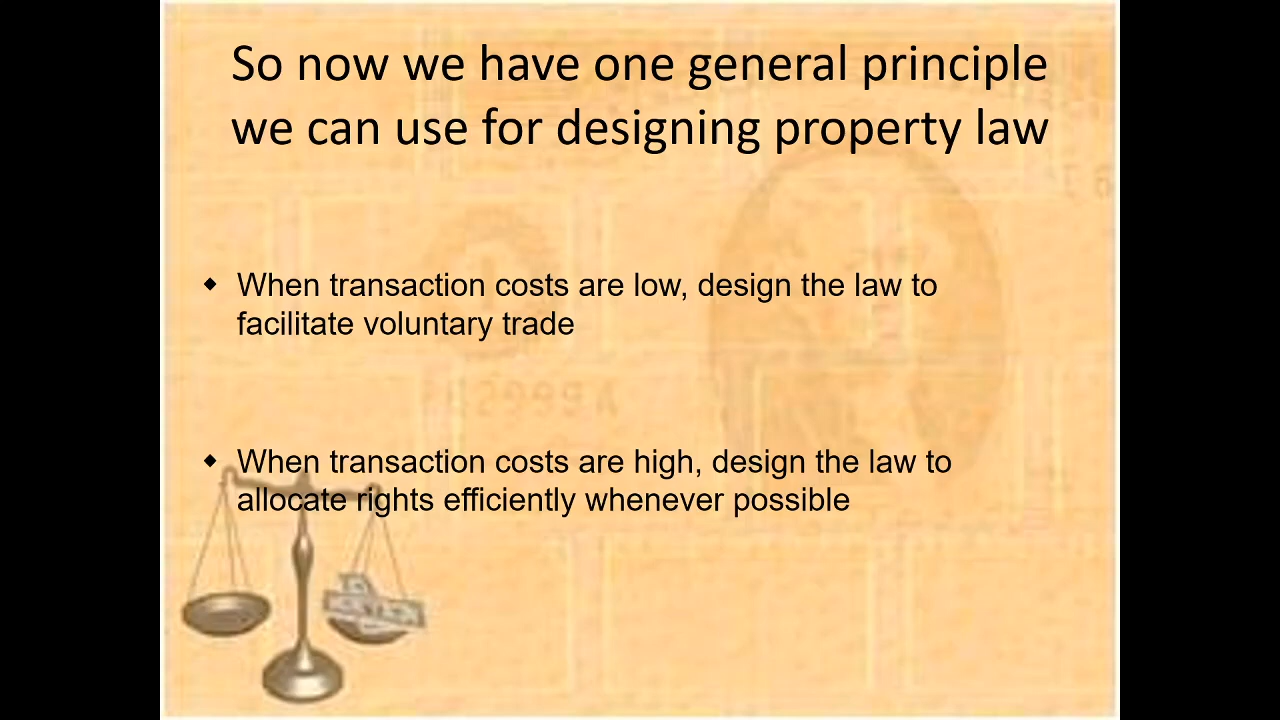 So now we have one general principle
we can use for designing property law
◆ When transaction costs are low, design the law to
facilitate voluntary trade
◆ When transaction costs are high, design the law to
allocate rights efficiently whenever possible